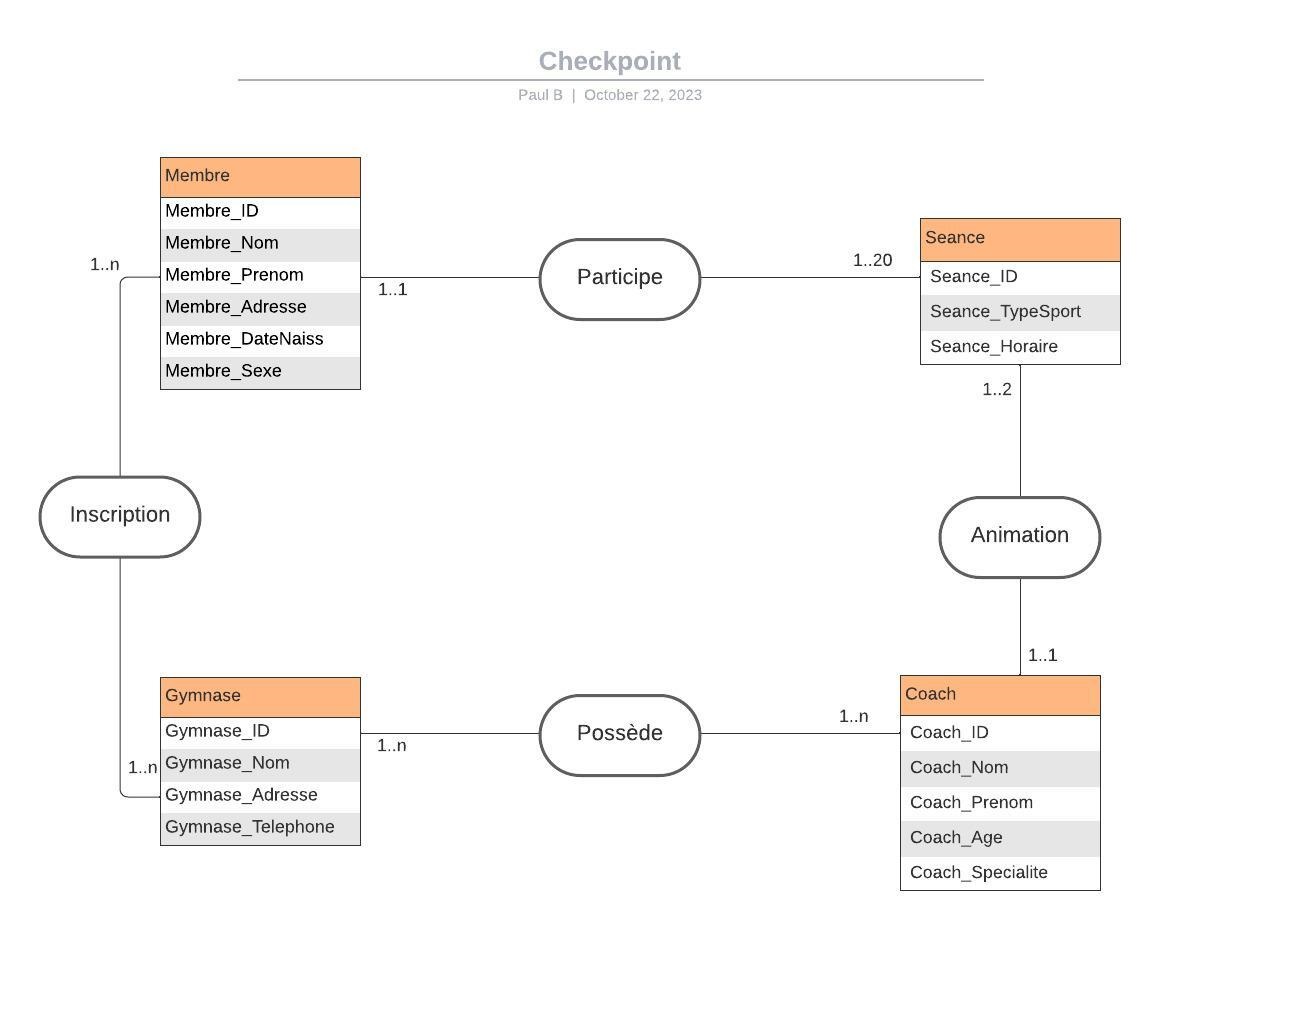 Checkpoint
Paul B | October 22, 2023
Membre
Membre_ID
Membre_Nom
Membre_Prenom
Membre_Adresse
Membre_DateNaiss
Membre_Sexe
1..n
1..1
Participe
1..20
Seance
Seance_ID
Seance_TypeSport
Seance_Horaire
1..2
Inscription
Animation
1..1
1..n
Gymnase
Gymnase_ID
Gymnase_Nom
Gymnase_Adresse
Gymnase_Telephone
1..n
Possède
1..n
Coach
Coach_ID
Coach_Nom
Coach_Prenom
Coach_Age
Coach_Specialite